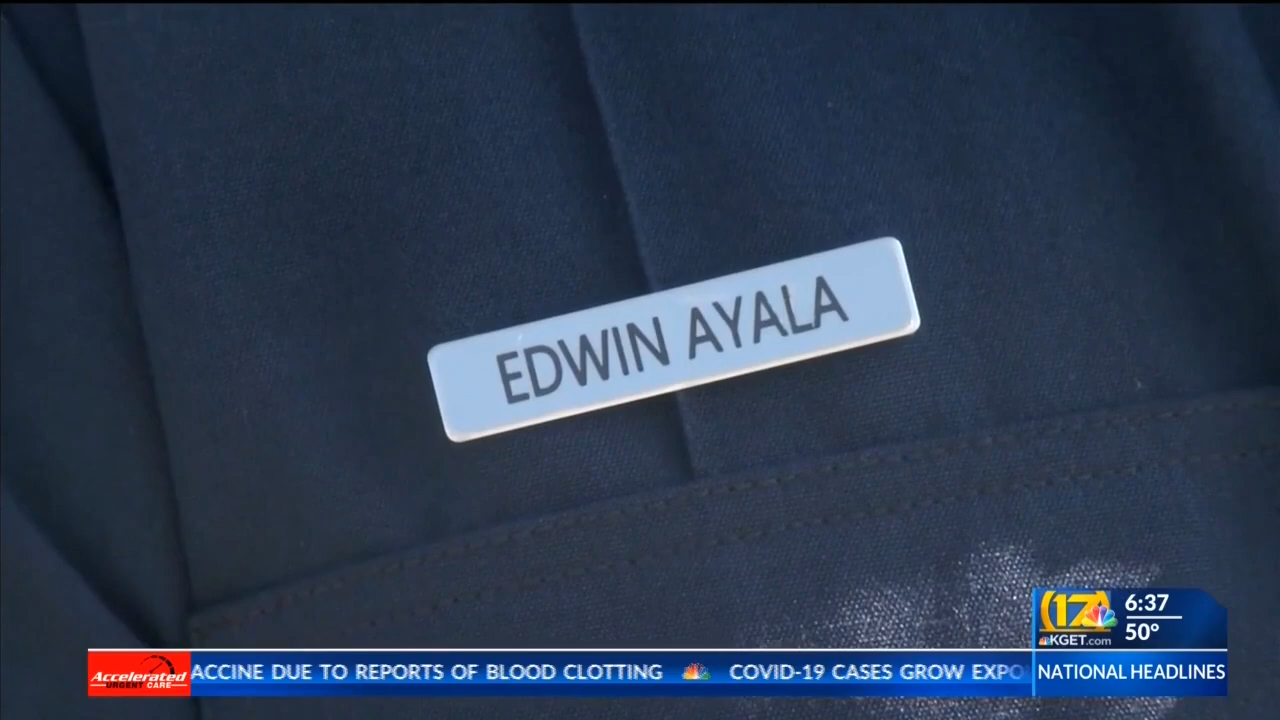 EDWIN AYALA
17
KGET.com
6:37
50°
Accelerated
URGENT CARE
ACCINE DUE TO REPORTS OF BLOOD CLOTTING
COVID-19 CASES GROW EXPO
NATIONAL HEADLINES